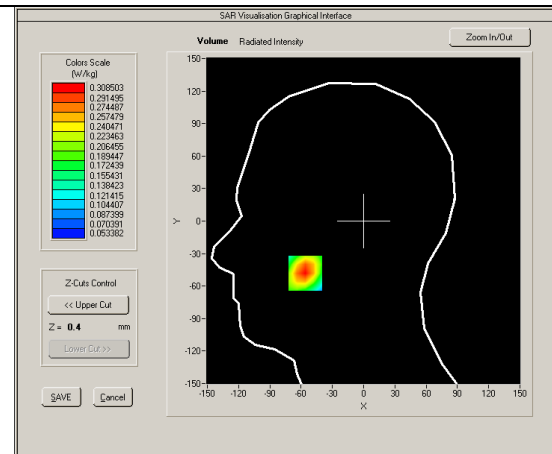 SAR Visualisation Graphical Interface
Volume Radiated Intensity
Zoom In/Out
Colors Scale
(W/kg)
0.308503
0.291495
0.274487
0.257479
0.240471
0.223463
0.206455
0.189447
0.172439
0.155431
0.138423
0.121415
0.104407
0.087399
0.070391
0.053382
Z-Cuts Control
<< Upper Cut
Z = 0.4 mm
Lower Cut >>
SAVE Cancel
150
120
90
60
30
0
-30
-60
-90
-120
-150
Y
-150 -120 -90 -60 -30 0 30 60 90 120 150
X